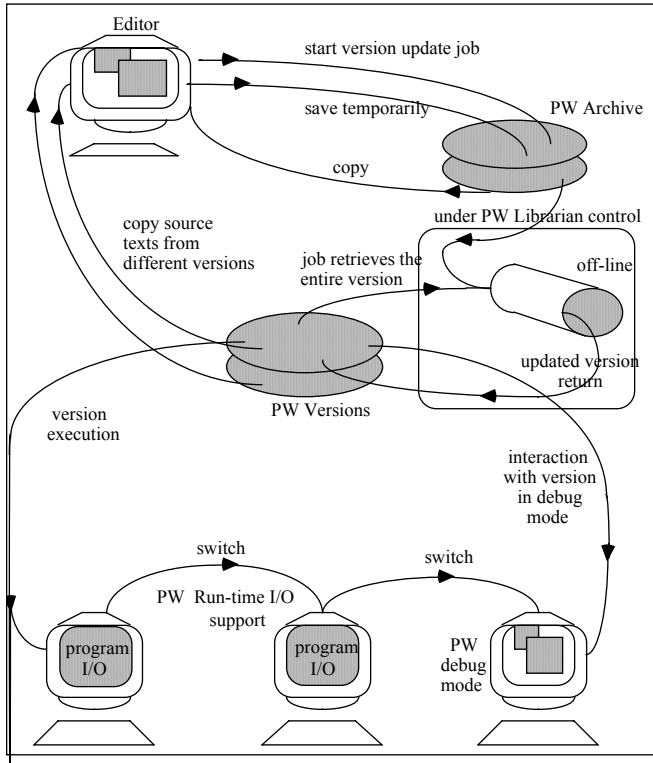 Editor
start version update job
PW Archive
save temporarily
copy
under PW Librarian control
copy source
texts from
different versions
job retrieves the
entire version
off-line
updated version
return
PW Versions
version
execution
interaction
with version
in debug
mode
switch
switch
PW Run-time I/O
support
program
I/O
program
I/O
PW
debug
mode